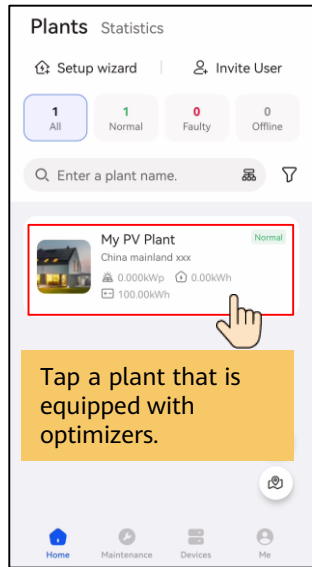 Plants Statistics
Setup wizard Invite User
1 1 0 0
All Normal Faulty Offline
Enter a plant name.
My PV Plant Normal
China mainland xxx
0.000kWp 0.00kWh
100.00kWh
Tap a plant that is
equipped with
optimizers.
Home Maintenance Devices Me